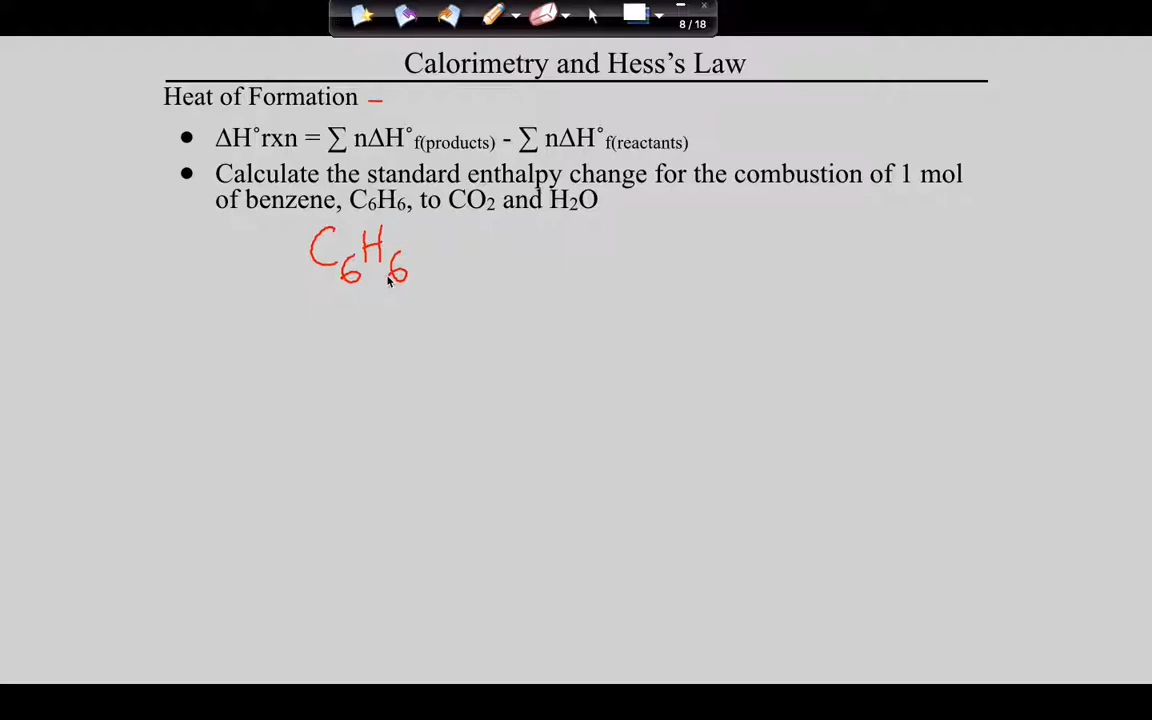 8 / 18
Calorimetry and Hess's Law
Heat of Formation –
● ΔH°rxn = ∑ nΔH°f(products) - ∑ nΔH°f(reactants)
● Calculate the standard enthalpy change for the combustion of 1 mol
of benzene, C₆H₆, to CO₂ and H₂O
C₆H₆